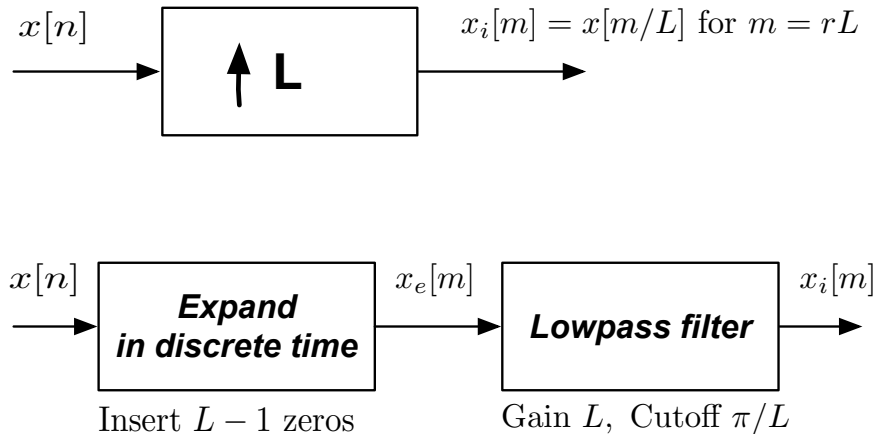 x[n]
x_i[m] = x[m/L] for m = rL
↑ L
x[n]
Expand
in discrete time
x_e[m]
Lowpass filter
x_i[m]
Insert L − 1 zeros
Gain L, Cutoff π/L